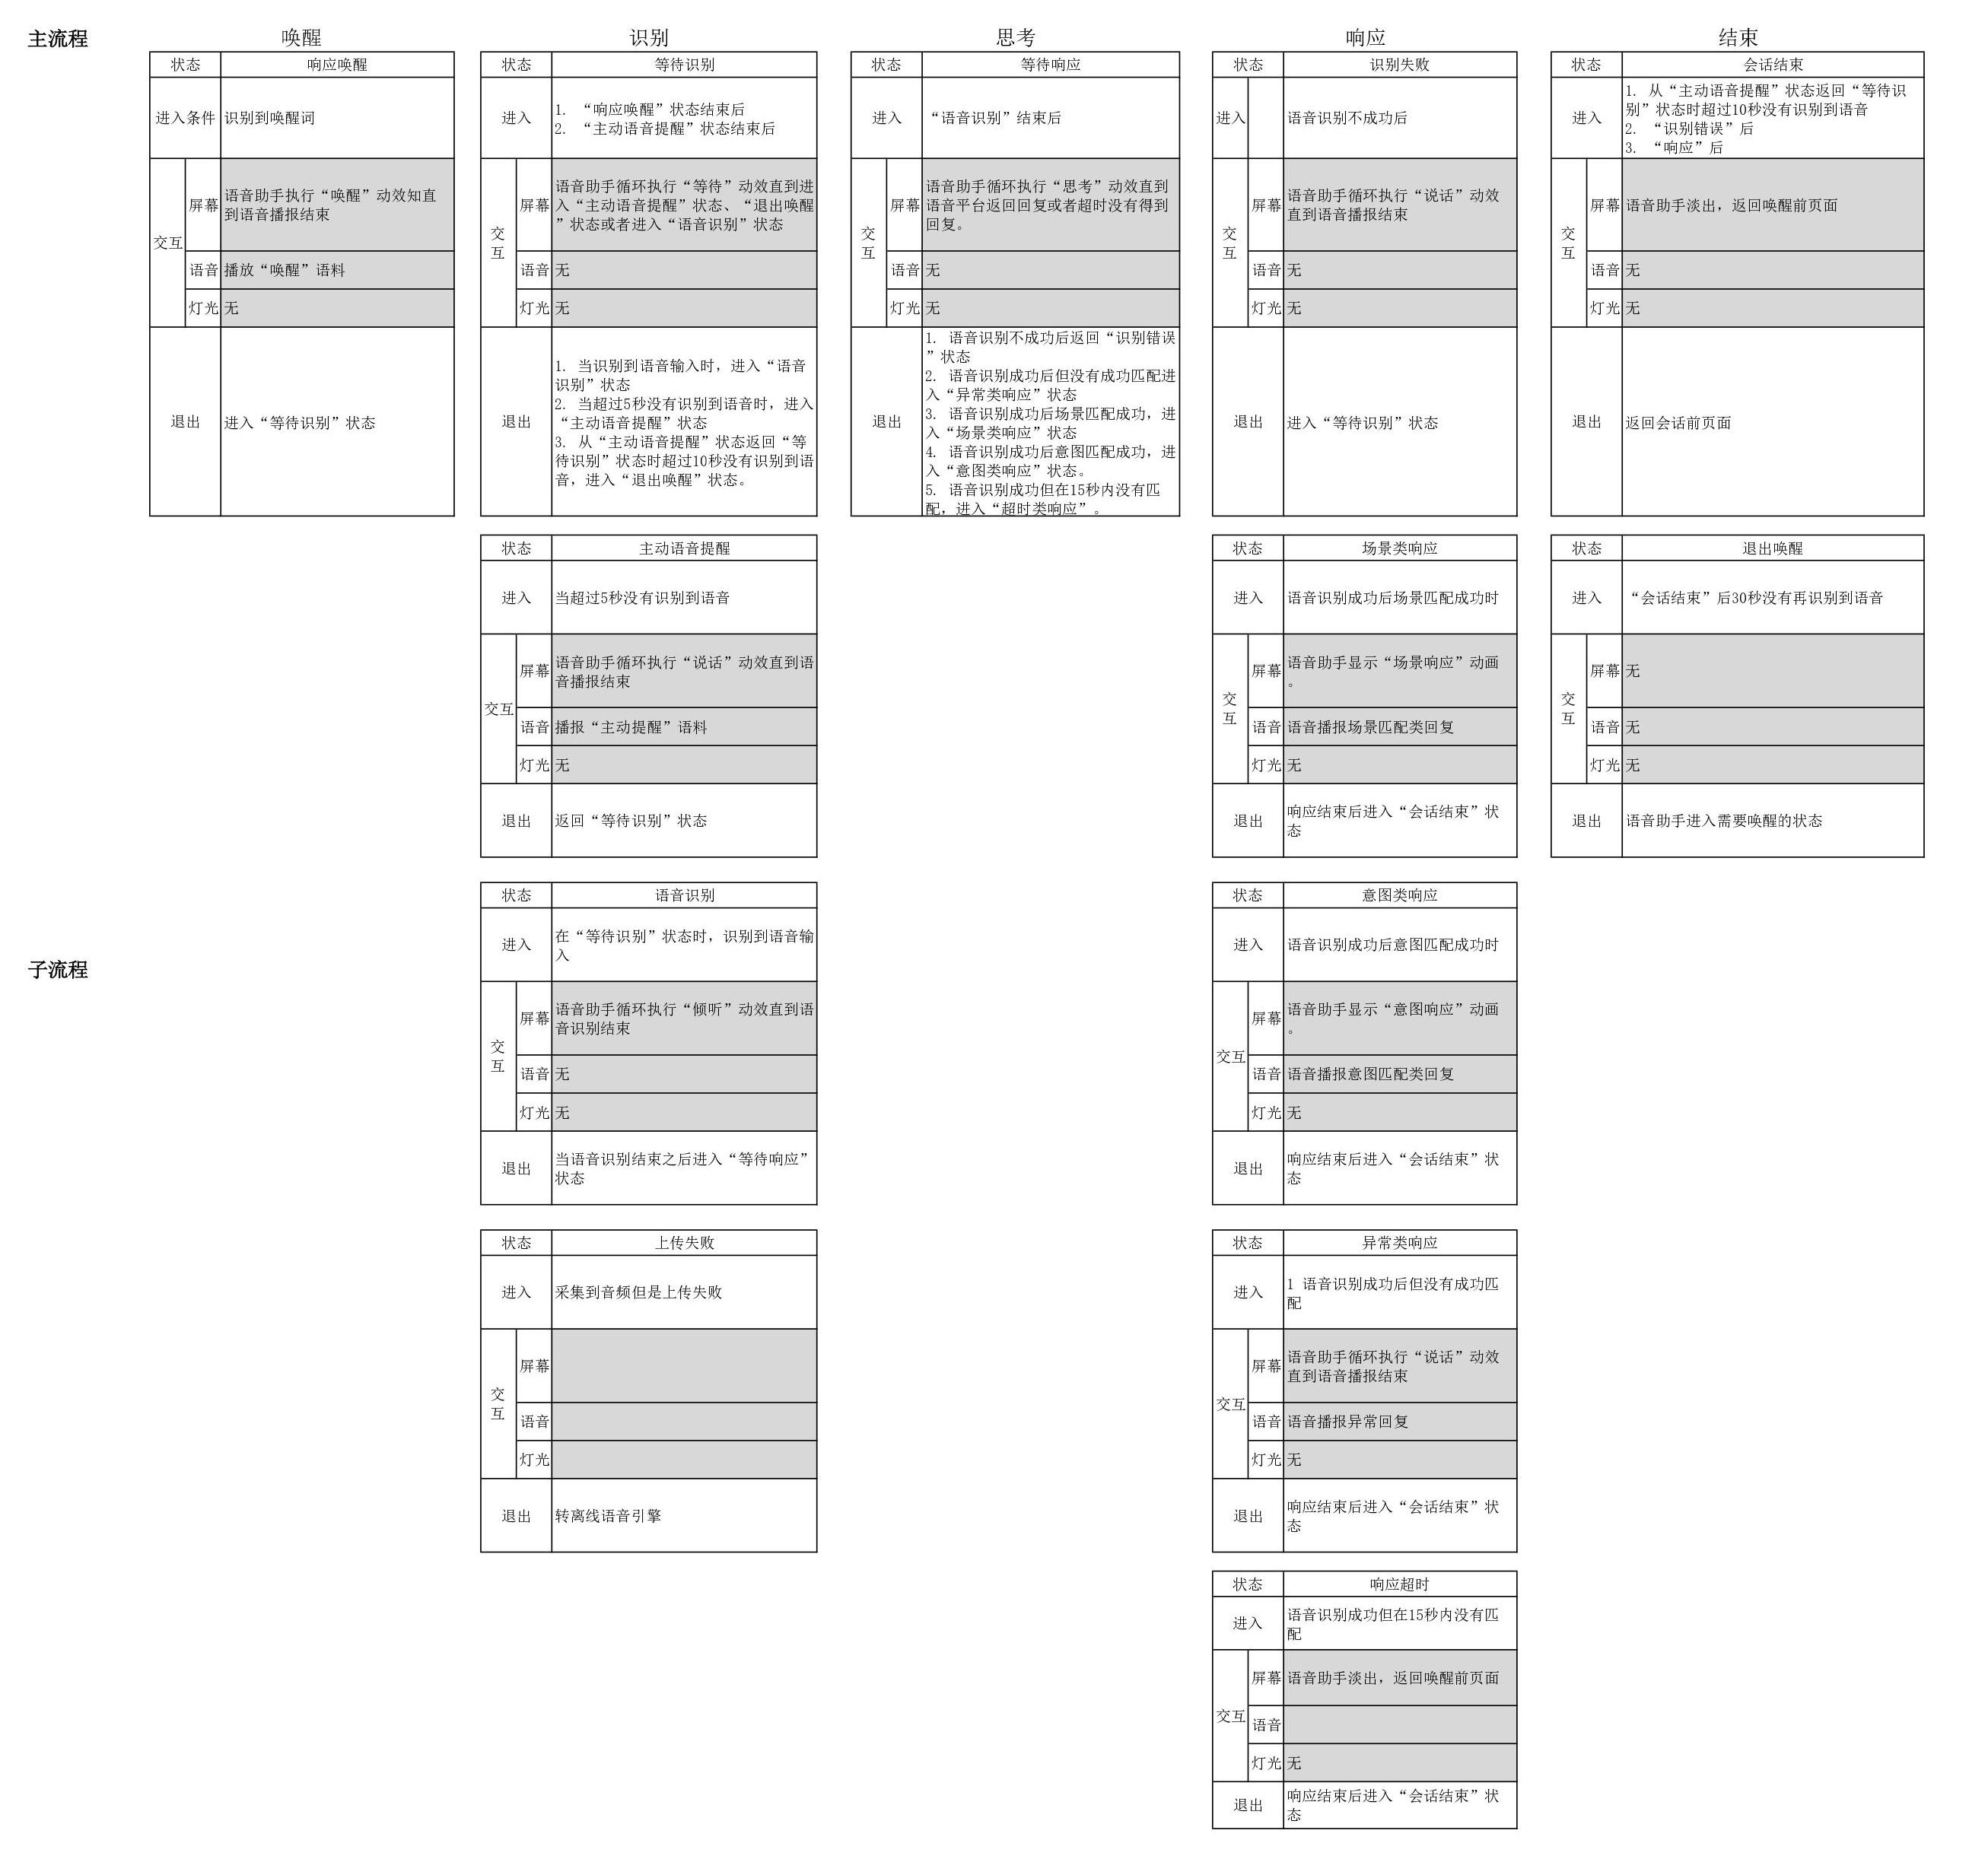 主流程
唤醒
状态
响应唤醒
进入条件
识别到唤醒词
交互
屏幕
语音助手执行“唤醒”动效知直
到语音播报结束
语音
播放“唤醒”语料
灯光
无
退出
进入“等待识别”状态
识别
状态
等待识别
进入
1. “响应唤醒”状态结束后
2. “主动语音提醒”状态结束后
交
互
屏幕
语音助手循环执行“等待”动效直到进
入“主动语音提醒”状态、“退出唤醒
”状态或者进入“语音识别”状态
语音
无
灯光
无
退出
1. 当识别到语音输入时，进入“语音
识别”状态
2. 当超过5秒没有识别到语音时，进入
“主动语音提醒”状态
3. 从“主动语音提醒”状态返回“等
待识别”状态时超过10秒没有识别到语
音，进入“退出唤醒”状态。
思考
状态
等待响应
进入
“语音识别”结束后
交
互
屏幕
语音助手循环执行“思考”动效直到
语音平台返回回复或者超时没有得到
回复。
语音
无
灯光
无
退出
1. 语音识别不成功后返回“识别错误
”状态
2. 语音识别成功后但没有成功匹配进
入“异常类响应”状态
3. 语音识别成功后场景匹配成功，进
入“场景类响应”状态
4. 语音识别成功后意图匹配成功，进
入“意图类响应”状态。
5. 语音识别成功但在15秒内没有匹
配，进入“超时类响应”。
响应
状态
识别失败
进入
语音识别不成功后
交
互
屏幕
语音助手循环执行“说话”动效
直到语音播报结束
语音
无
灯光
无
退出
进入“等待识别”状态
结束
状态
会话结束
进入
1. 从“主动语音提醒”状态返回“等待识
别”状态时超过10秒没有识别到语音
2. “识别错误”后
3. “响应”后
交
互
屏幕
语音助手淡出，返回唤醒前页面
语音
无
灯光
无
退出
返回会话前页面
子流程
状态
主动语音提醒
进入
当超过5秒没有识别到语音
交互
屏幕
语音助手循环执行“说话”动效直到语
音播报结束
语音
播报“主动提醒”语料
灯光
无
退出
返回“等待识别”状态
状态
场景类响应
进入
语音识别成功后场景匹配成功时
交
互
屏幕
语音助手显示“场景响应”动画
。
语音
语音播报场景匹配类回复
灯光
无
退出
响应结束后进入“会话结束”状
态
状态
退出唤醒
进入
“会话结束”后30秒没有再识别到语音
交
互
屏幕
无
语音
无
灯光
无
退出
语音助手进入需要唤醒的状态
状态
语音识别
进入
在“等待识别”状态时，识别到语音输
入
交
互
屏幕
语音助手循环执行“倾听”动效直到语
音识别结束
语音
无
灯光
无
退出
当语音识别结束之后进入“等待响应”
状态
状态
意图类响应
进入
语音识别成功后意图匹配成功时
交互
屏幕
语音助手显示“意图响应”动画
。
语音
语音播报意图匹配类回复
灯光
无
退出
响应结束后进入“会话结束”状
态
状态
上传失败
进入
采集到音频但是上传失败
交
互
屏幕
语音
灯光
退出
转离线语音引擎
状态
异常类响应
进入
1 语音识别成功后但没有成功匹
配
交互
屏幕
语音助手循环执行“说话”动效
直到语音播报结束
语音
语音播报异常回复
灯光
无
退出
响应结束后进入“会话结束”状
态
状态
响应超时
进入
语音识别成功但在15秒内没有匹
配
交互
屏幕
语音助手淡出，返回唤醒前页面
语音
灯光
无
退出
响应结束后进入“会话结束”状
态